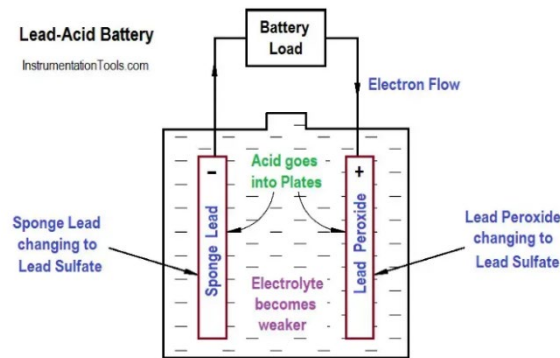 Lead-Acid Battery
InstrumentationTools.com
Battery
Load
Electron Flow
Acid goes
into Plates
-
+
Sponge Lead
Lead Peroxide
Sponge Lead
changing to
Lead Sulfate
Lead Peroxide
changing to
Lead Sulfate
Electrolyte
becomes
weaker